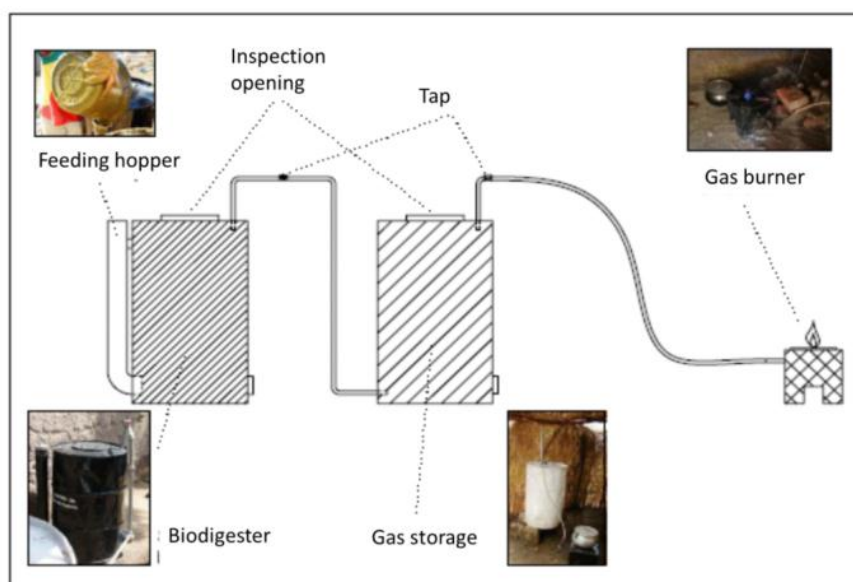 Inspection
opening
Tap
Feeding hopper
Gas burner
Biodigester
Gas storage